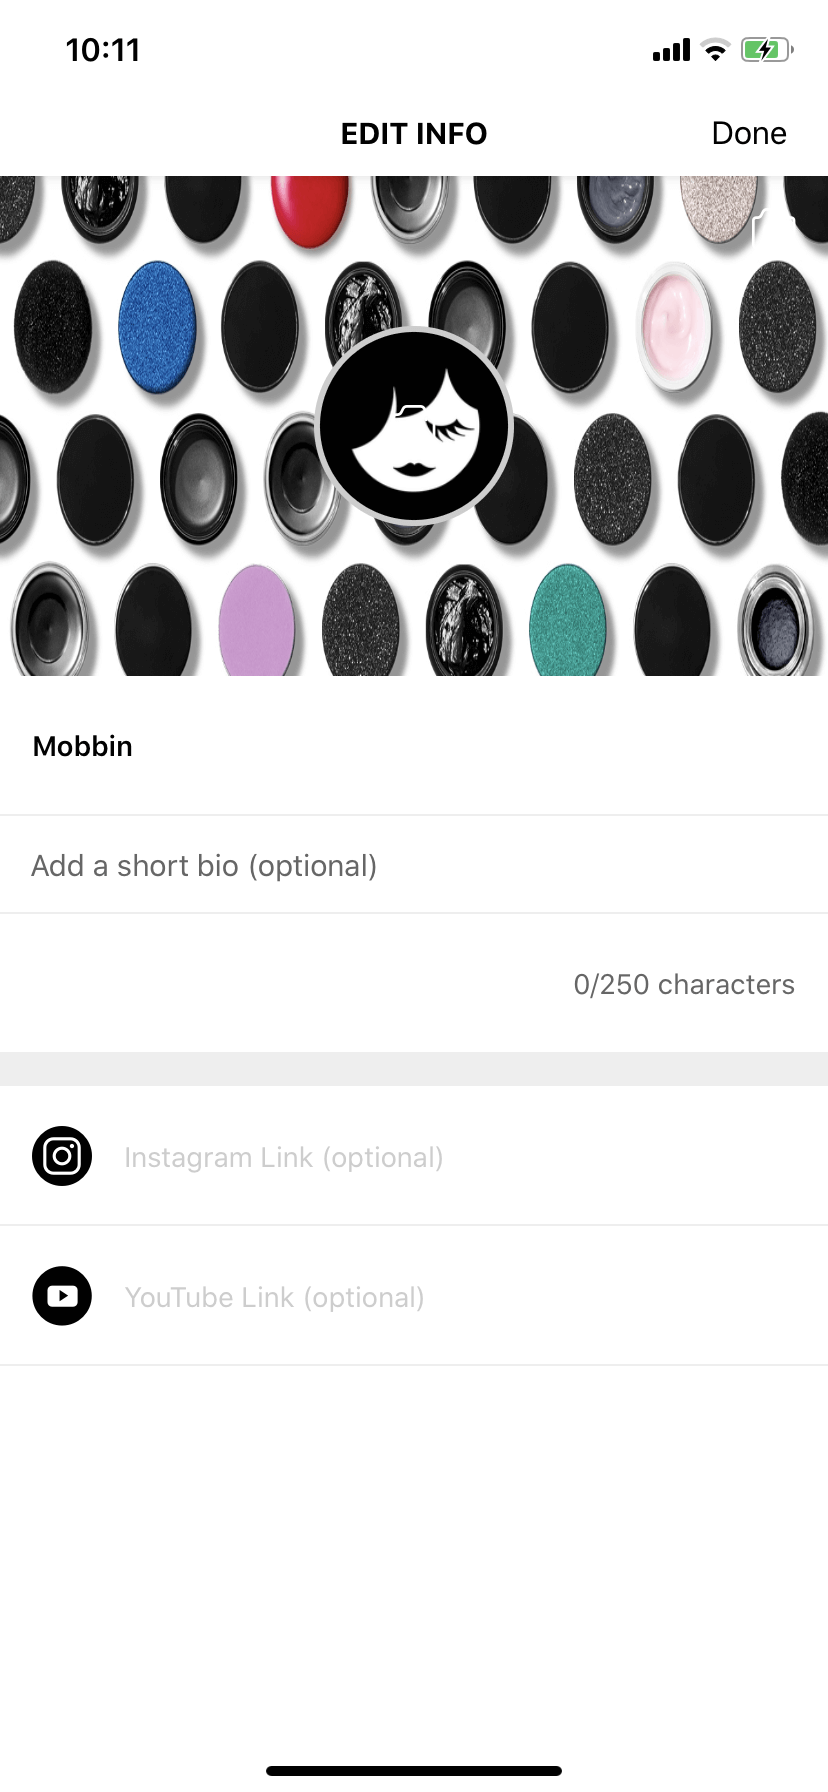 10:11
EDIT INFO
Done
Mobbin
Add a short bio (optional)
0/250 characters
Instagram Link (optional)
YouTube Link (optional)